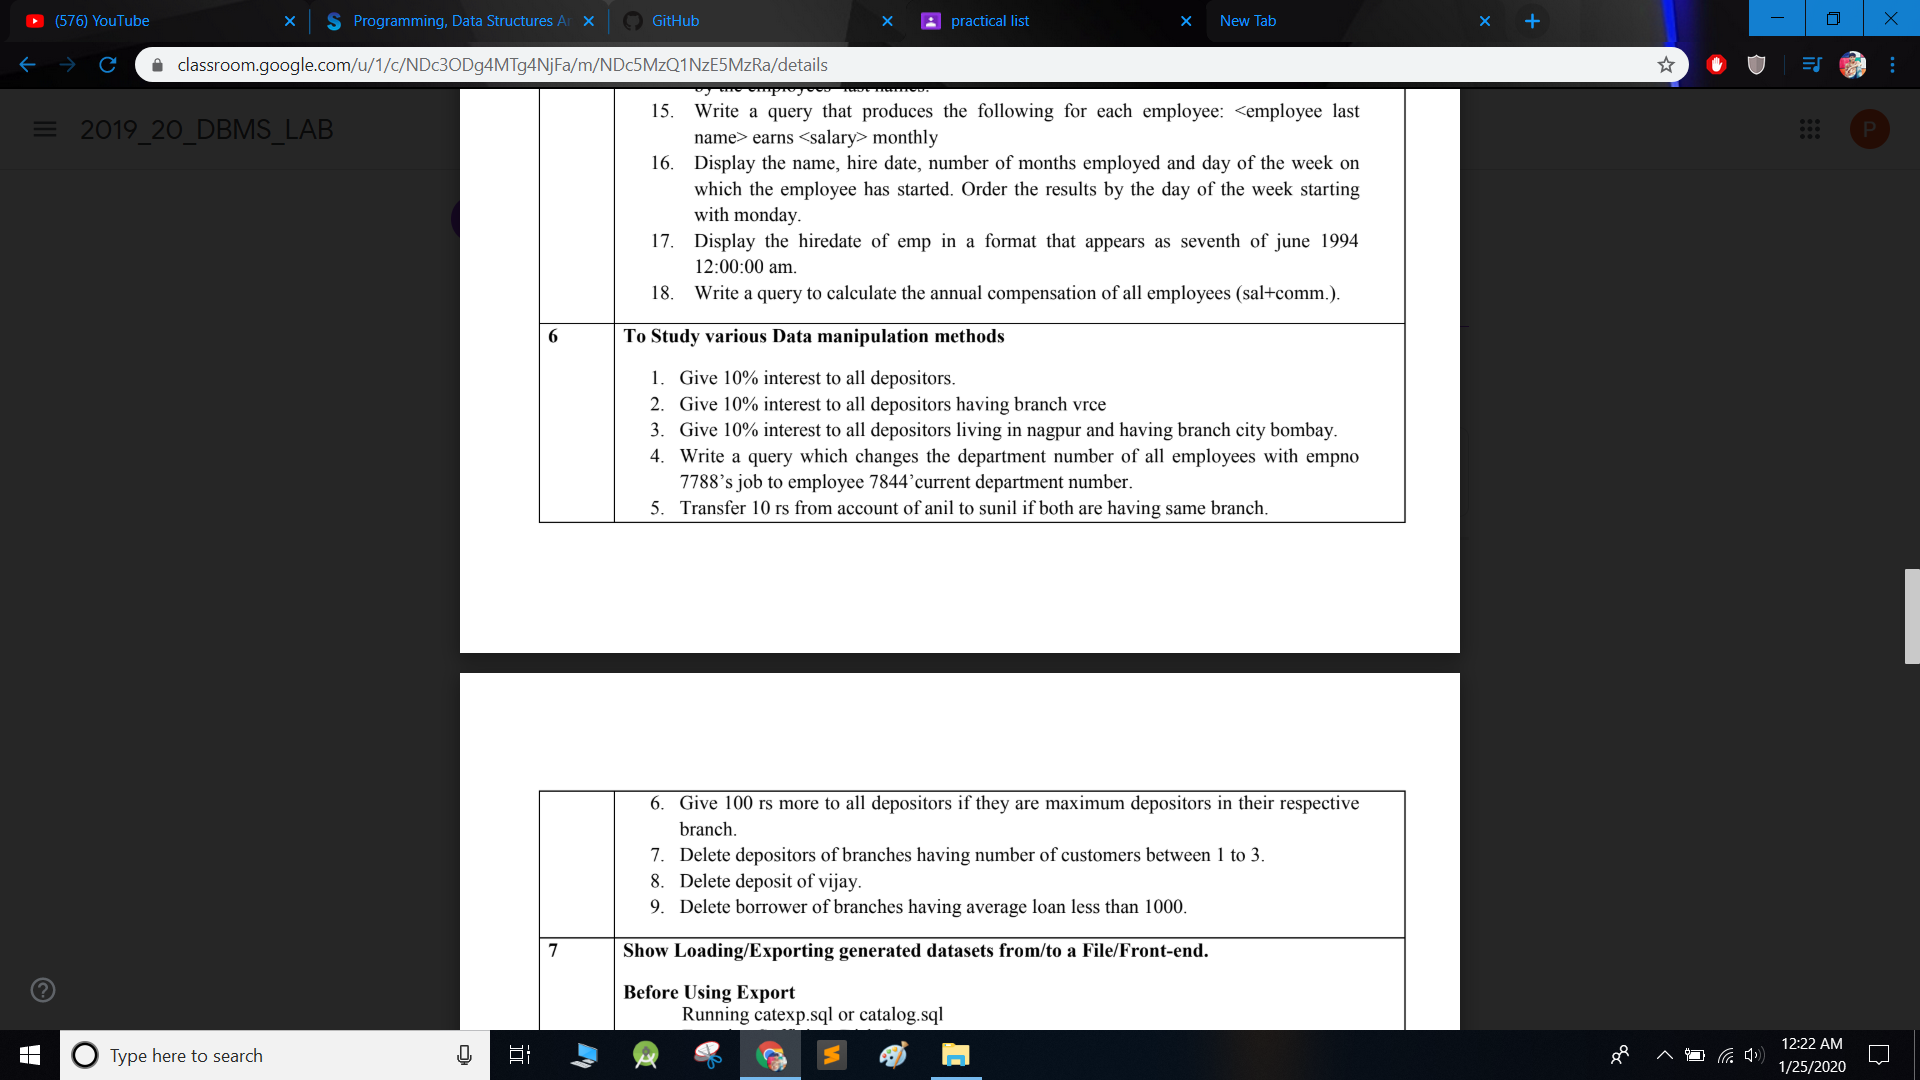 (576) YouTube
Programming, Data Structures Ar
GitHub
practical list
New Tab
classroom.google.com/u/1/c/NDc3ODg4MTg4NjFa/m/NDc5MzQ1NzE5MzRa/details
2019_20_DBMS_LAB
P
by the employees' last names.
15. Write a query that produces the following for each employee: <employee last
name> earns <salary> monthly
16. Display the name, hire date, number of months employed and day of the week on
which the employee has started. Order the results by the day of the week starting
with monday.
17. Display the hiredate of emp in a format that appears as seventh of june 1994
12:00:00 am.
18. Write a query to calculate the annual compensation of all employees (sal+comm.).
6 To Study various Data manipulation methods
1. Give 10% interest to all depositors.
2. Give 10% interest to all depositors having branch vrce
3. Give 10% interest to all depositors living in nagpur and having branch city bombay.
4. Write a query which changes the department number of all employees with empno
7788’s job to employee 7844’current department number.
5. Transfer 10 rs from account of anil to sunil if both are having same branch.
6. Give 100 rs more to all depositors if they are maximum depositors in their respective
branch.
7. Delete depositors of branches having number of customers between 1 to 3.
8. Delete deposit of vijay.
9. Delete borrower of branches having average loan less than 1000.
7 Show Loading/Exporting generated datasets from/to a File/Front-end.
Before Using Export
Running catexp.sql or catalog.sql
Type here to search
12:22 AM
1/25/2020